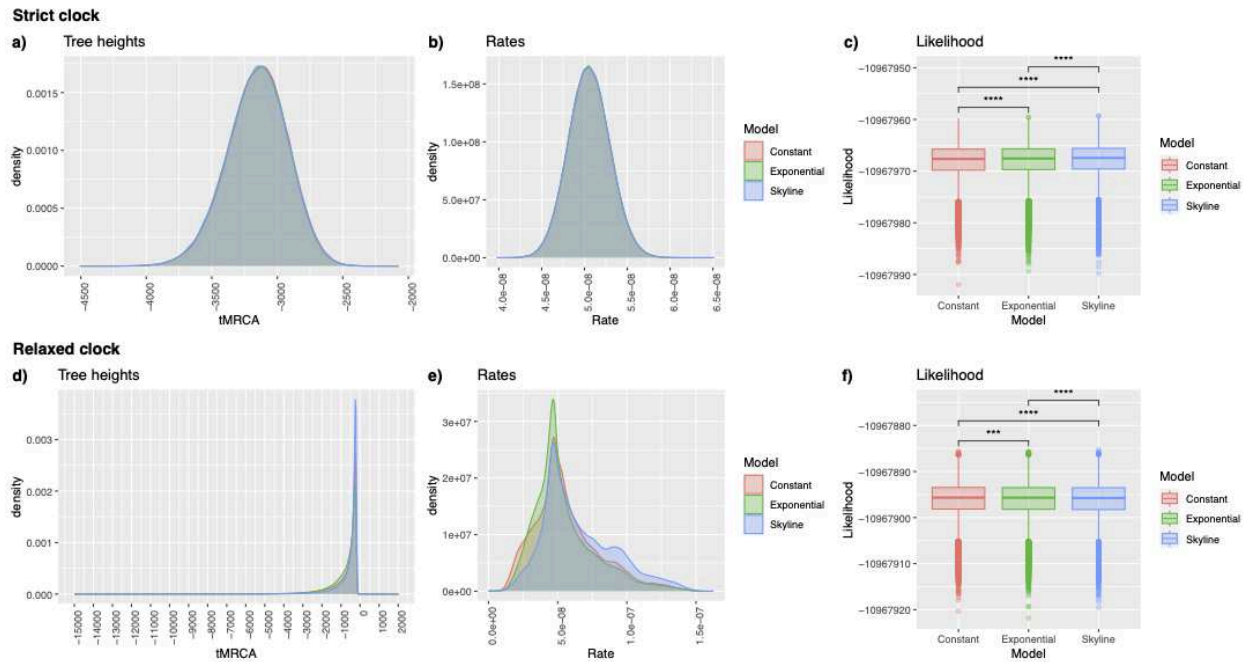 Strict clock
a) Tree heights
0.0015
0.0010
0.0005
0.0000
density
−4500 −4000 −3500 −3000 −2500 −2000
tMRCA
b) Rates
1.5e+08
1.0e+08
5.0e+07
0.0e+00
density
4.0e−08 4.5e−08 5.0e−08 5.5e−08 6.0e−08 6.5e−08
Rate
Model
Constant
Exponential
Skyline
c) Likelihood
−10967950
−10967960
−10967970
−10967980
−10967990
Likelihood
****
****
****
Constant Exponential Skyline
Model
Model
Constant
Exponential
Skyline
Relaxed clock
d) Tree heights
0.003
0.002
0.001
0.000
density
−15000 −14000 −13000 −12000 −11000 −10000 −9000 −8000 −7000 −6000 −5000 −4000 −3000 −2000 −1000 0 1000 2000
tMRCA
e) Rates
3e+07
2e+07
1e+07
0e+00
density
0.0e+00 5.0e−08 1.0e−07 1.5e−07
Rate
Model
Constant
Exponential
Skyline
f) Likelihood
−10967880
−10967890
−10967900
−10967910
−10967920
Likelihood
****
****
***
Constant Exponential Skyline
Model
Model
Constant
Exponential
Skyline